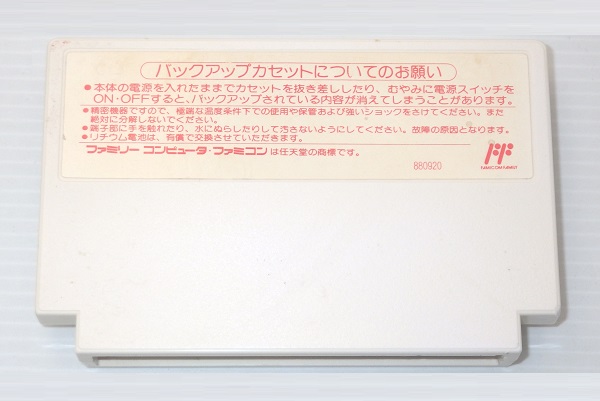 バックアップカセットについてのお願い
●本体の電源を入れたままでカセットを抜き差ししたり、むやみに電源スイッチを
ON・OFFすると、バックアップされている内容が消えてしまうことがあります。
●精密機器ですので、極端な温度条件下での使用や保管および強いショックをさけてください。また
絶対に分解しないでください。
●端子部に手を触れたり、水にぬらしたりして汚さないようにしてください。故障の原因となります。
●リチウム電池は、有償で交換させていただきます。
ファミリー コンピュータ・ファミコンは任天堂の商標です。
880920
FF